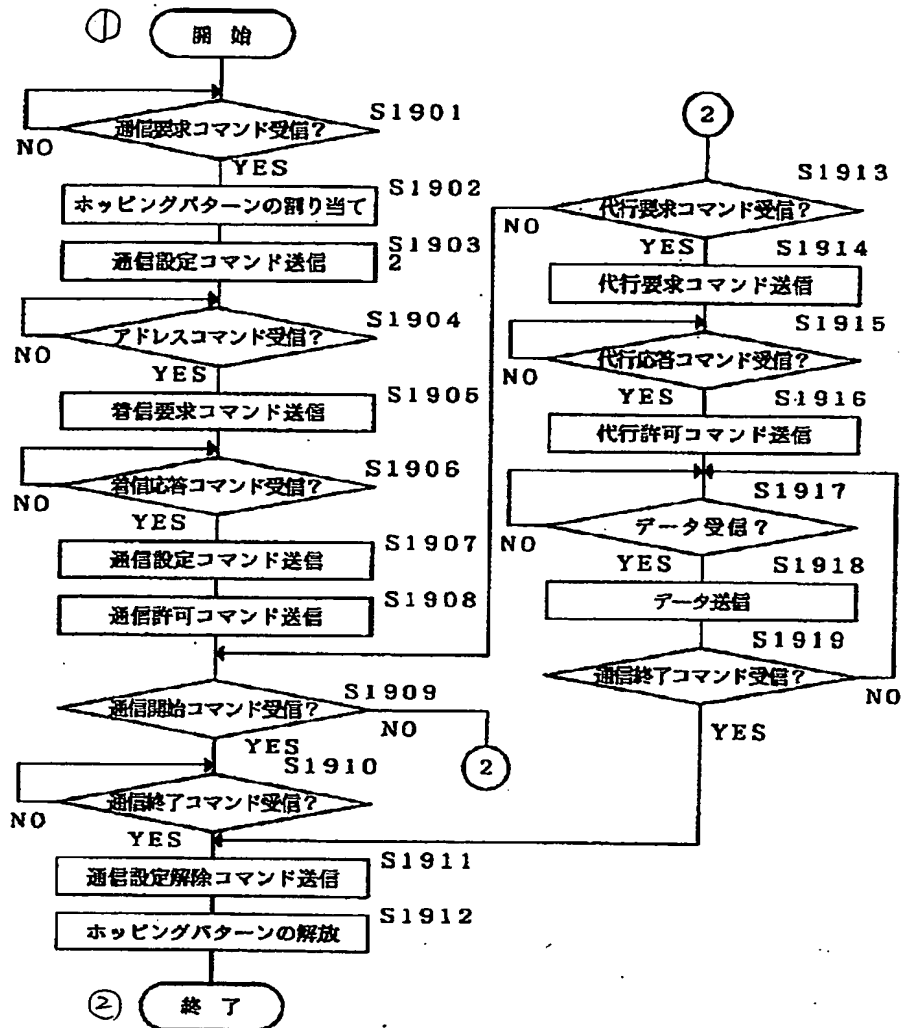 ①
開始
通信要求コマンド受信?
S1901
NO
YES
ホッピングパターンの割り当て
S1902
通信設定コマンド送信
S1903
2
アドレスコマンド受信?
S1904
NO
YES
着信要求コマンド送信
S1905
着信応答コマンド受信?
S1906
NO
YES
通信設定コマンド送信
S1907
通信許可コマンド送信
S1908
通信開始コマンド受信?
S1909
NO
YES
2
通信終了コマンド受信?
S1910
NO
YES
通信設定解除コマンド送信
S1911
ホッピングパターンの解放
S1912
②
終了
2
代行要求コマンド受信?
S1913
NO
YES
代行要求コマンド送信
S1914
代行応答コマンド受信?
S1915
NO
YES
代行許可コマンド送信
S1916
データ受信?
S1917
NO
YES
データ送信
S1918
通信終了コマンド受信?
S1919
NO
YES